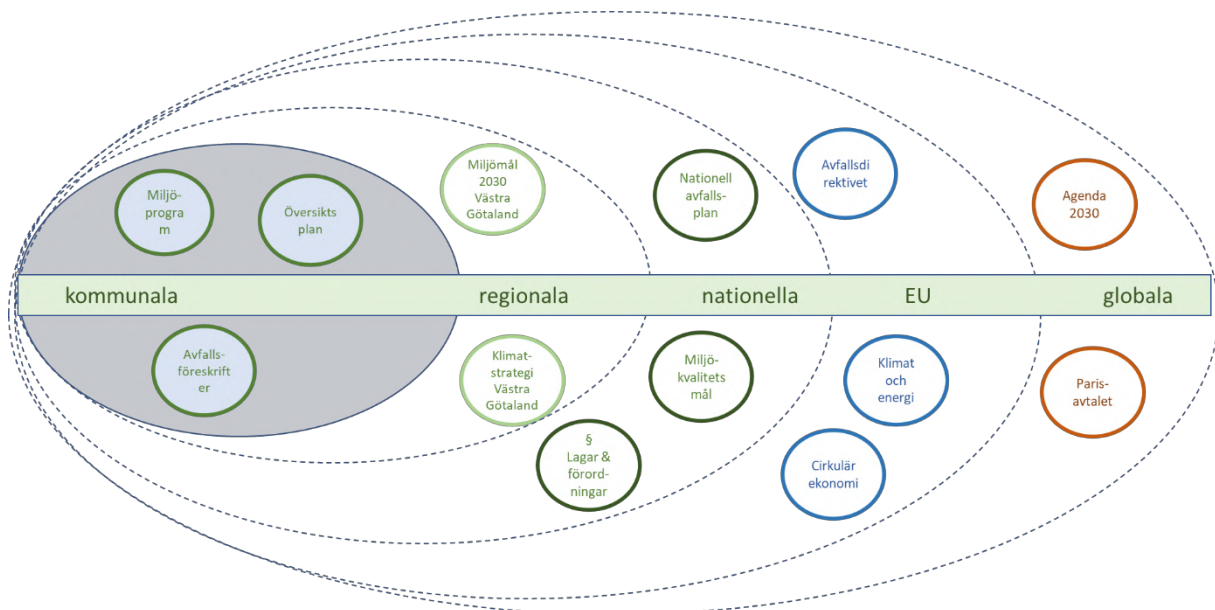 Miljö-
progra
m
Översikts
plan
Miljömål
2030
Västra
Götaland
Nationell
avfalls-
plan
Avfallsdi
rektivet
Agenda
2030
kommunala
regionala
nationella
EU
globala
Avfalls-
föreskrift
er
Klimat-
strategi
Västra
Götaland
§
Lagar &
förord-
ningar
Miljö-
kvalitets
mål
Klimat
och
energi
Cirkulär
ekonomi
Paris-
avtalet